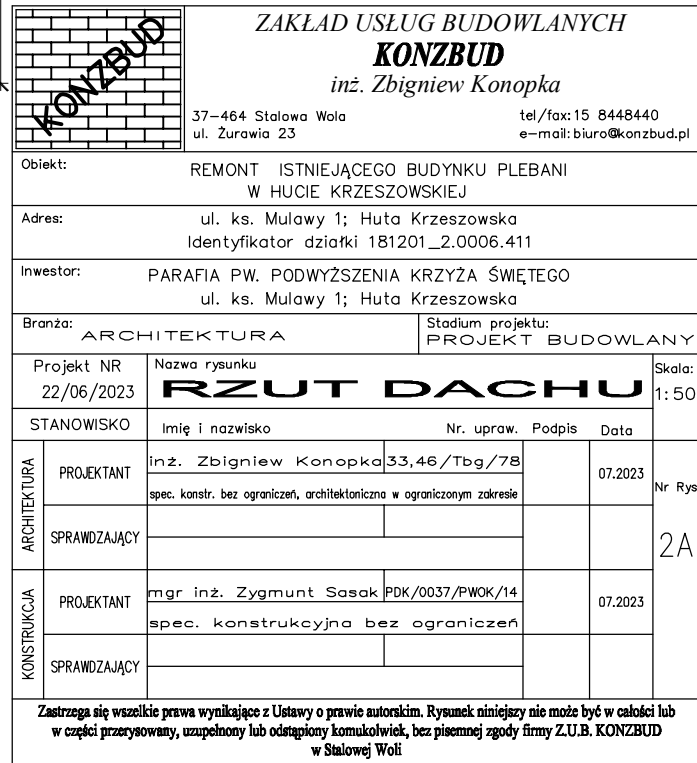 KONZBUD
ZAKŁAD USŁUG BUDOWLANYCH
KONZBUD
inż. Zbigniew Konopka
37-464 Stalowa Wola
ul. Żurawia 23
tel/fax: 15 8448440
e-mail: biuro@konzbud.pl
Obiekt:
REMONT ISTNIEJĄCEGO BUDYNKU PLEBANI
W HUCIE KRZESZOWSKIEJ
Adres:
ul. ks. Mulawy 1; Huta Krzeszowska
Identyfikator działki 181201_2.0006.411
Inwestor:
PARAFIA PW. PODWYŻSZENIA KRZYŻA ŚWIĘTEGO
ul. ks. Mulawy 1; Huta Krzeszowska
Branża:
ARCHITEKTURA
Stadium projektu:
PROJEKT BUDOWLANY
Projekt NR
22/06/2023
Nazwa rysunku
RZUT DACHU
Skala:
1:50
STANOWISKO
Imię i nazwisko
Nr. upraw.
Podpis
Data
ARCHITEKTURA
PROJEKTANT
inż. Zbigniew Konopka
33,46/Tbg/78
spec. konstr. bez ograniczeń, architektoniczna w ograniczonym zakresie
07.2023
Nr Rys
2A
SPRAWDZAJĄCY
KONSTRUKCJA
PROJEKTANT
mgr inż. Zygmunt Sasak
PDK/0037/PWOK/14
spec. konstrukcyjna bez ograniczeń
07.2023
SPRAWDZAJĄCY
Zastrzega się wszelkie prawa wynikające z Ustawy o prawie autorskim. Rysunek niniejszy nie może być w całości lub
w części przerysowany, uzupełniony lub odstąpiony komukolwiek, bez pisemnej zgody firmy Z.U.B. KONZBUD
w Stalowej Woli